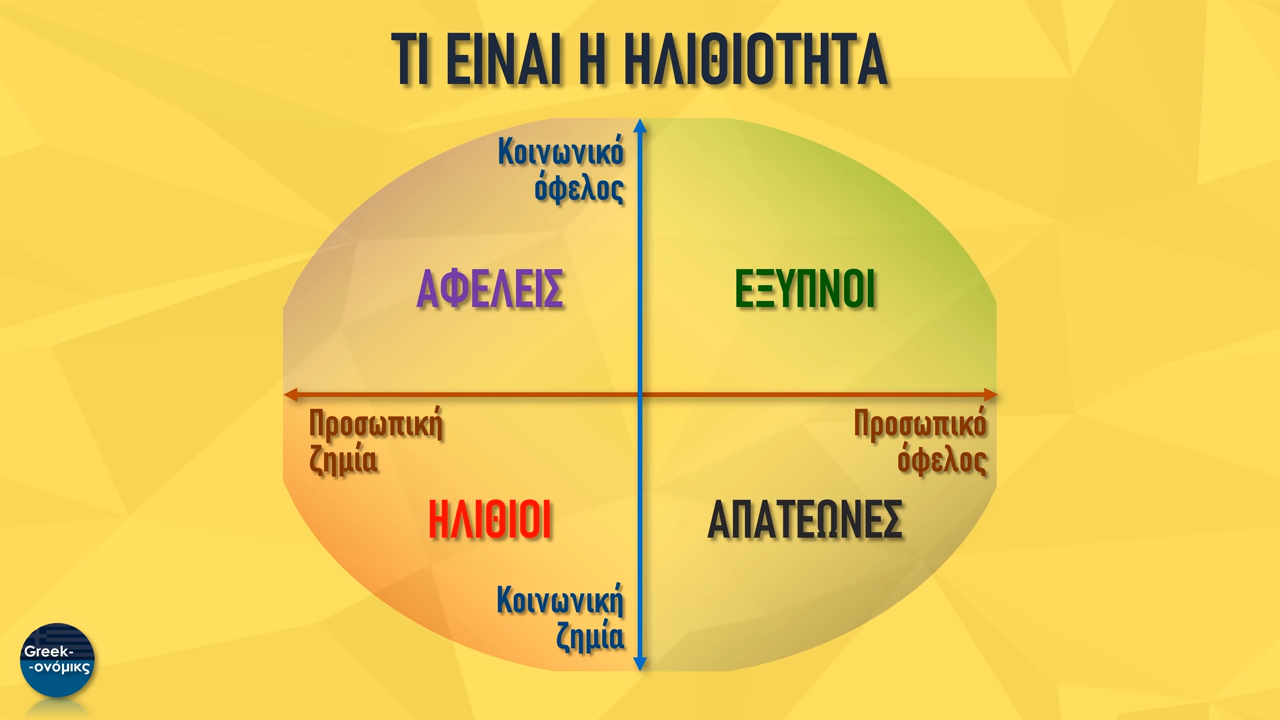 ΤΙ ΕΙΝΑΙ Η ΗΛΙΘΙΟΤΗΤΑ
Κοινωνικό
όφελος
ΑΦΕΛΕΙΣ
ΕΞΥΠΝΟΙ
Προσωπική
ζημία
Προσωπικό
όφελος
ΗΛΙΘΙΟΙ
ΑΠΑΤΕΩΝΕΣ
Κοινωνική
ζημία
Greek-
-ονόμικς